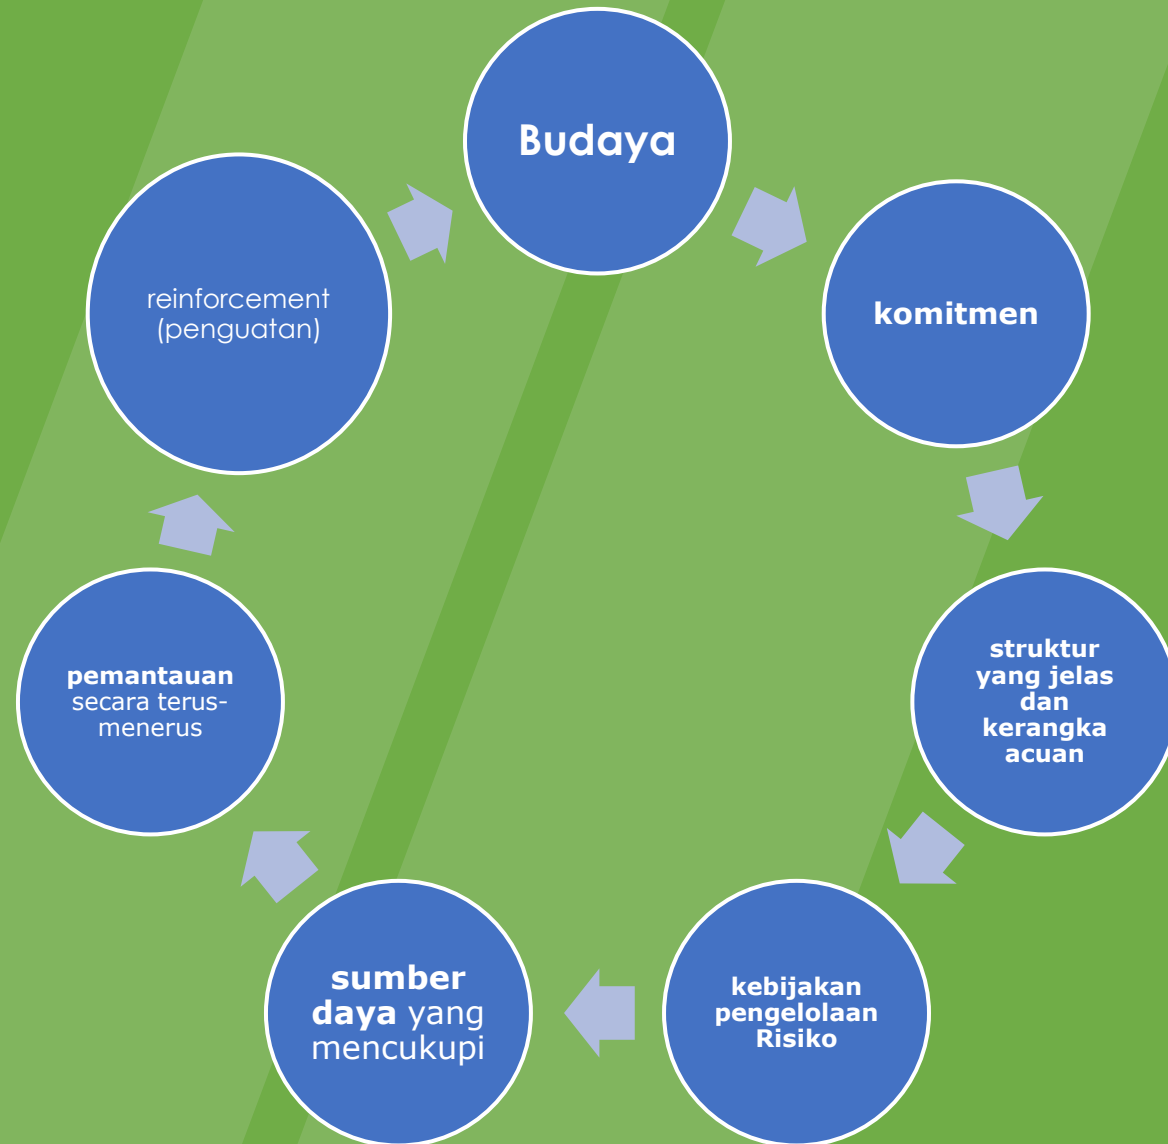 Budaya
komitmen
struktur
yang jelas
dan
kerangka
acuan
kebijakan
pengelolaan
Risiko
sumber
daya yang
mencukupi
pemantauan
secara terus-
menerus
reinforcement
(penguatan)